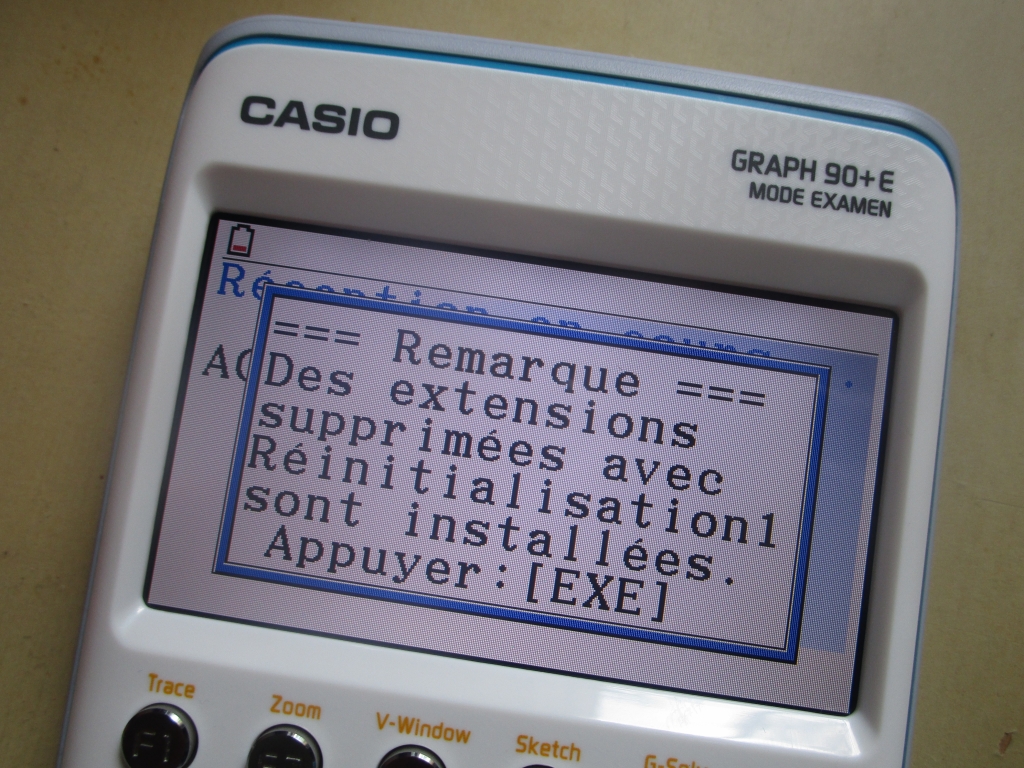 CASIO
GRAPH 90+E
MODE EXAMEN
=== Remarque ===
Des extensions
supprimées avec
Réinitialisation1
sont installées.
Appuyer:[EXE]
Trace
Zoom
V-Window
Sketch
F1